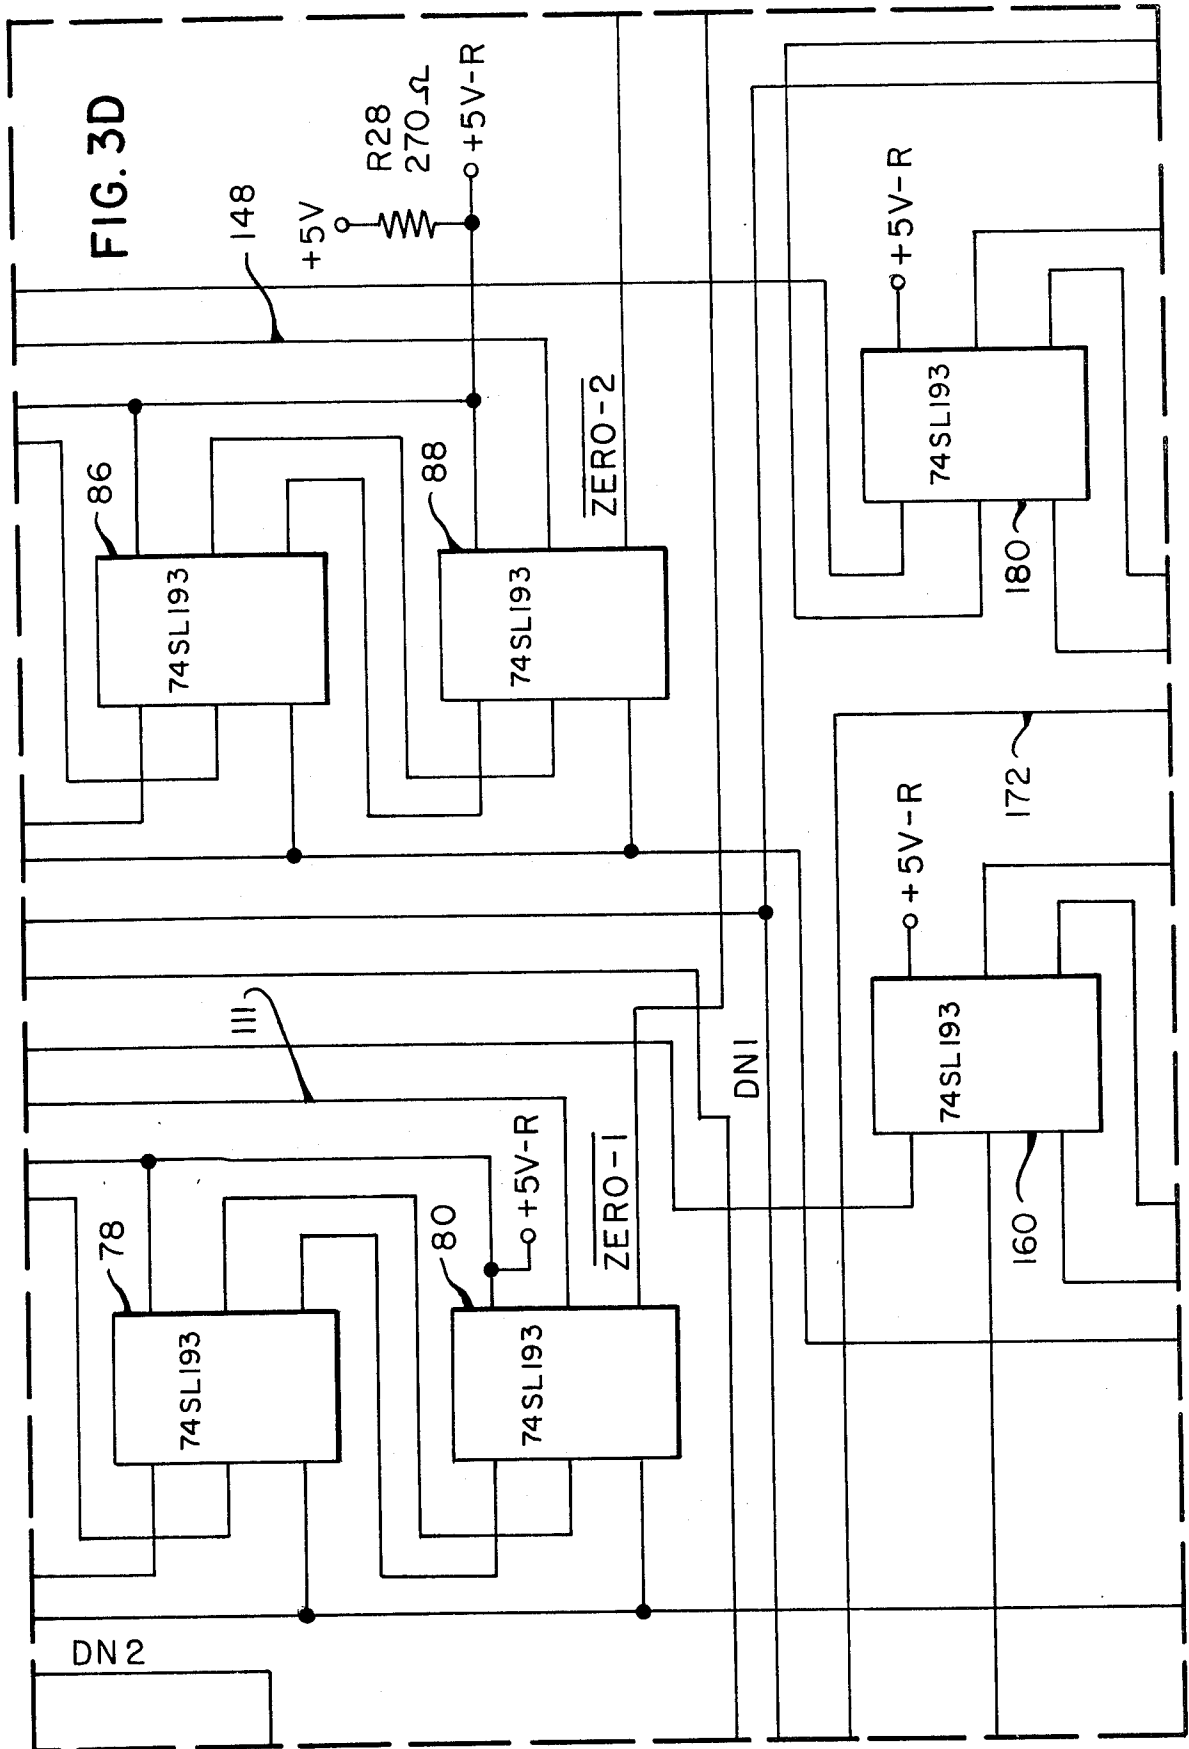 FIG. 3D
DN2
78
74SL193
80
74SL193
+5V-R
ZERO-1
111
DN1
86
74SL193
88
74SL193
ZERO-2
148
+5V
R28
270Ω
+5V-R
160
74SL193
+5V-R
172
180
74SL193
+5V-R